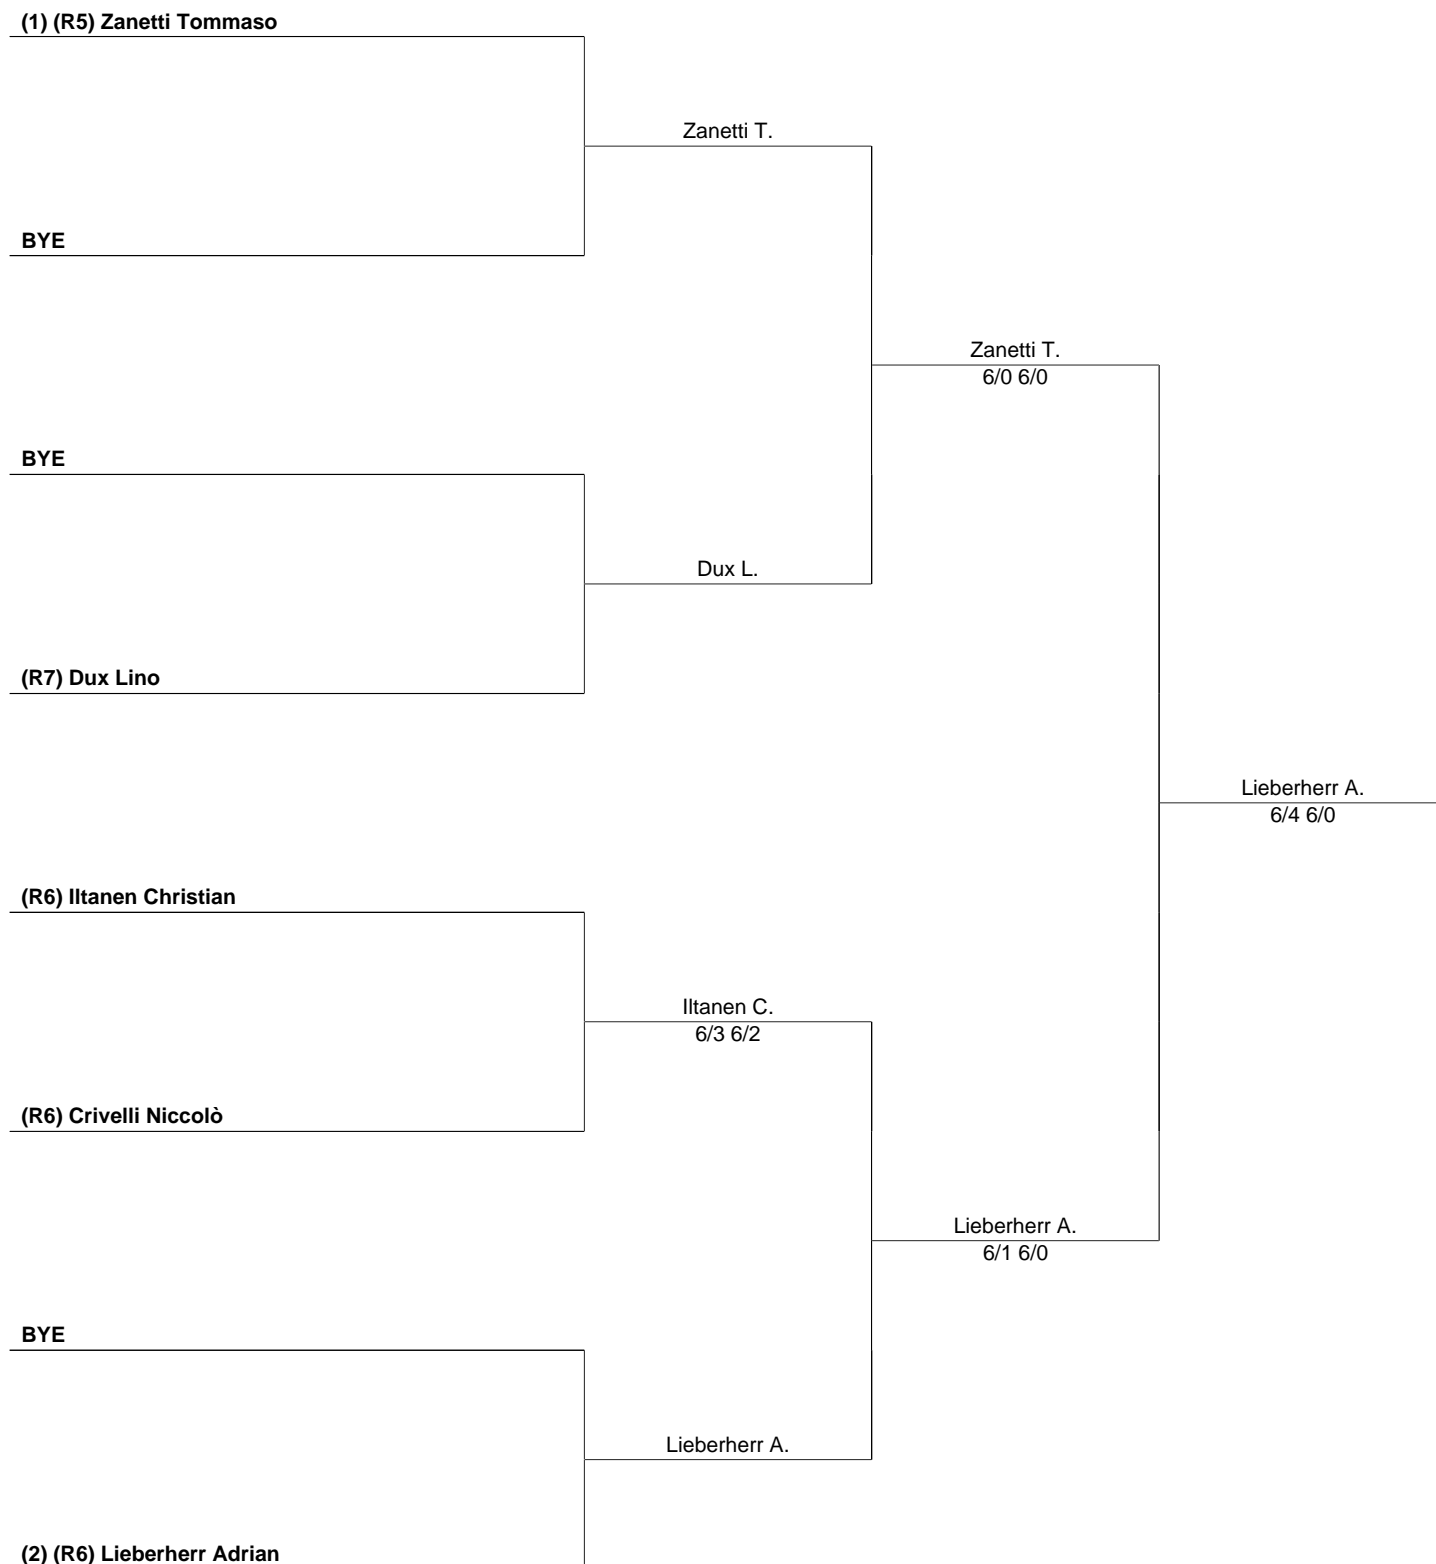 (1) (R5) Zanetti Tommaso
Zanetti T.
BYE
Zanetti T.
6/0 6/0
BYE
Dux L.
(R7) Dux Lino
Lieberherr A.
6/4 6/0
(R6) Iltanen Christian
Iltanen C.
6/3 6/2
(R6) Crivelli Niccolò
Lieberherr A.
6/1 6/0
BYE
Lieberherr A.
(2) (R6) Lieberherr Adrian